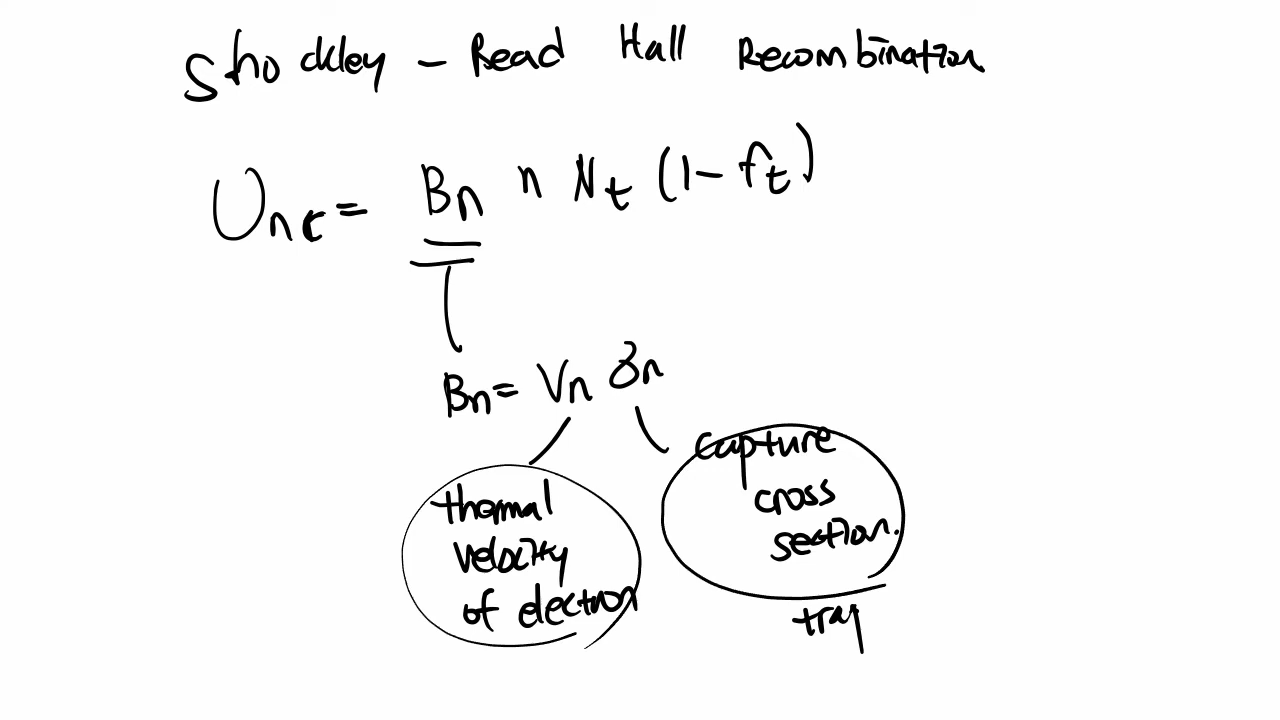 Shockley - Read Hall Recombination
Unc = Bn n Nt (1 - ft)
Bn = Vn σn
thermal
velocity
of electron
capture
cross
section.
trap